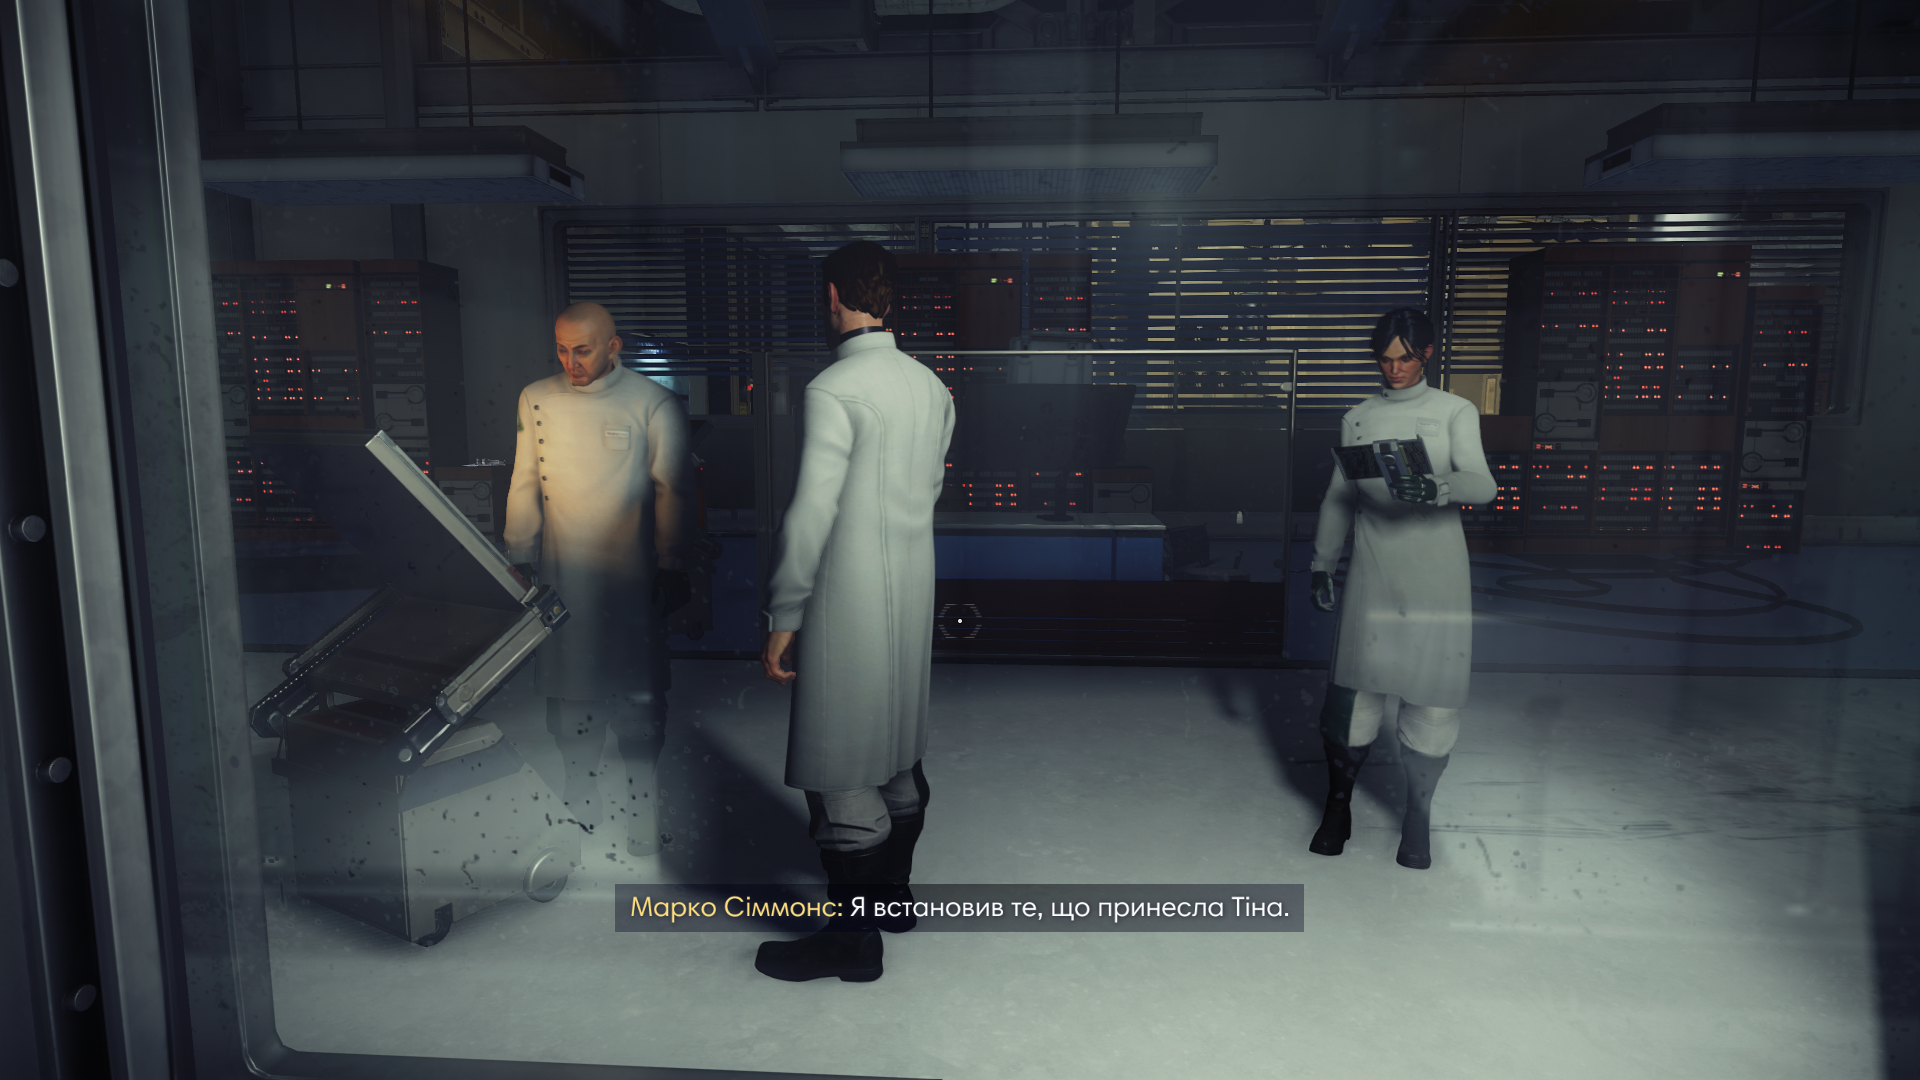 Марко Сіммонс: Я встановив те, що принесла Тіна.